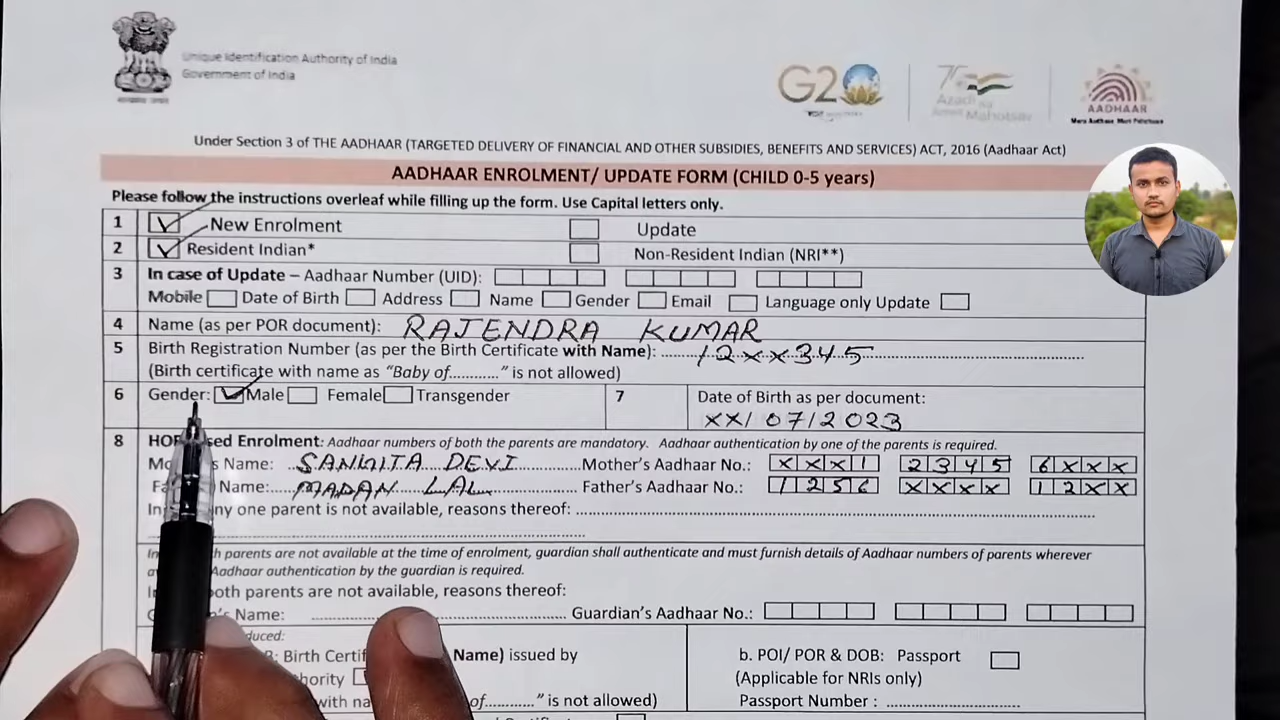 Unique Identification Authority of India
Government of India
G20
Azadi Ka
Amrit Mahotsav
AADHAAR
Under Section 3 of THE AADHAAR (TARGETED DELIVERY OF FINANCIAL AND OTHER SUBSIDIES, BENEFITS AND SERVICES) ACT, 2016 (Aadhaar Act)
AADHAAR ENROLMENT/ UPDATE FORM (CHILD 0-5 years)
Please follow the instructions overleaf while filling up the form. Use Capital letters only.
1 New Enrolment Update
2 Resident Indian* Non-Resident Indian (NRI**)
3 In case of Update – Aadhaar Number (UID):
Mobile Date of Birth Address Name Gender Email Language only Update
4 Name (as per POR document): RAJENDRA KUMAR
5 Birth Registration Number (as per the Birth Certificate with Name): 12XX345
(Birth certificate with name as "Baby of............" is not allowed)
6 Gender: Male Female Transgender 7 Date of Birth as per document:
XX/07/2023
8 Enrolment: Aadhaar numbers of both the parents are mandatory. Aadhaar authentication by one of the parents is required.
Name: SANGITA DEVI Mother's Aadhaar No.: XXX1 2345 6XXX
Name: MADAN LAL Father's Aadhaar No.: 1256 XXXX 12XX
any one parent is not available, reasons thereof:
parents are not available at the time of enrolment, guardian shall authenticate and must furnish details of Aadhaar numbers of parents wherever
Aadhaar authentication by the guardian is required.
both parents are not available, reasons thereof:
Name: Guardian's Aadhaar No.:
Birth Name) issued by b. POI/ POR & DOB: Passport
(Applicable for NRIs only)
of............" is not allowed) Passport Number :